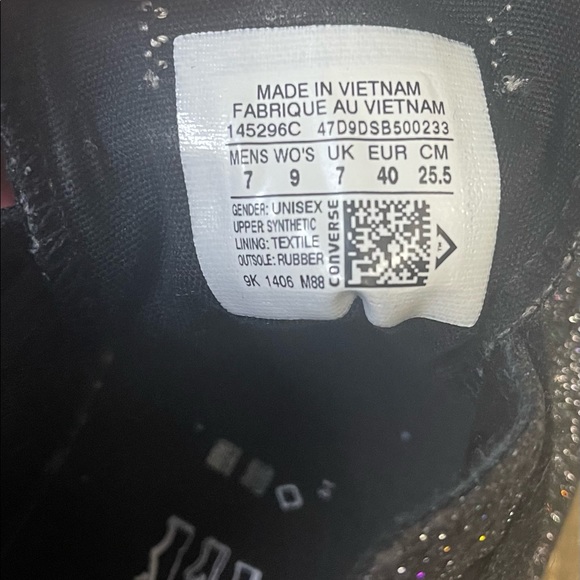 MADE IN VIETNAM
FABRIQUE AU VIETNAM
145296C 47D9DSB500233
MENS WO'S UK EUR CM
7 9 7 40 25.5
GENDER: UNISEX
UPPER: SYNTHETIC
LINING: TEXTILE
OUTSOLE: RUBBER
9K 1406 M88
CONVERSE
TM